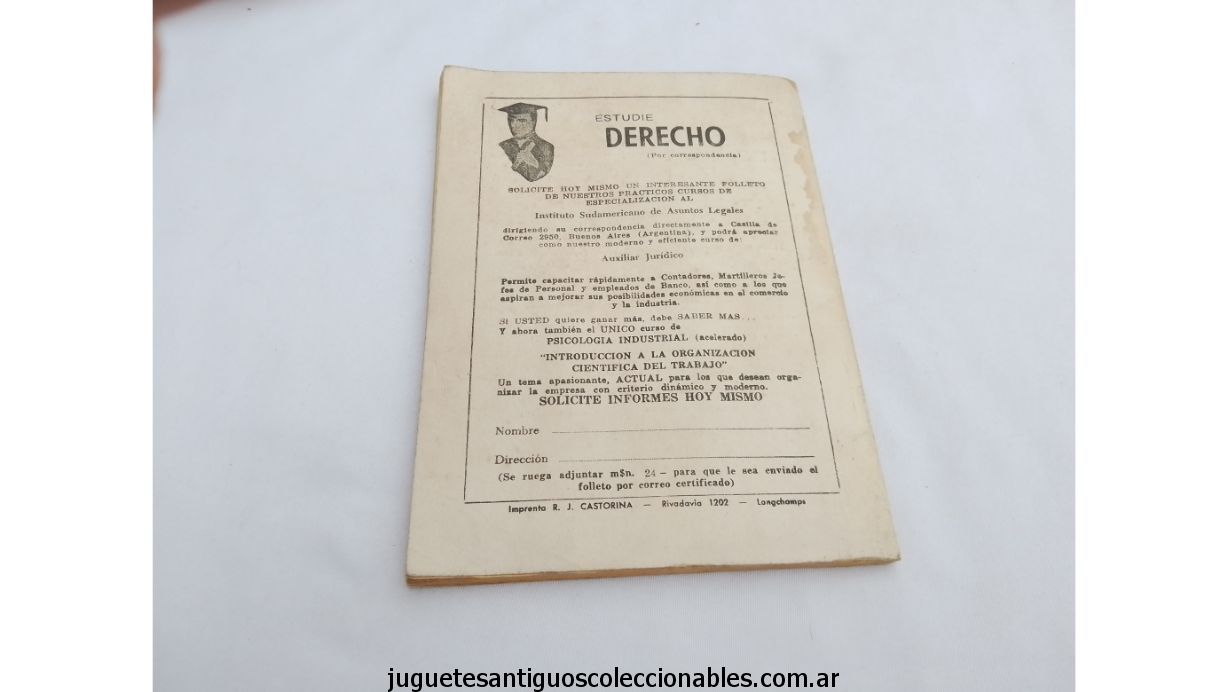 ESTUDIE
DERECHO
(Por correspondencia)
SOLICITE HOY MISMO UN INTERESANTE FOLLETO
DE NUESTROS PRACTICOS CURSOS DE
ESPECIALIZACION AL
Instituto Sudamericano de Asuntos Legales
dirigiendo su correspondencia directamente a Casilla de
Correo 2950, Buenos Aires (Argentina), y podrá apreciar
como nuestro moderno y eficiente curso de:
Auxiliar Jurídico
Permite capacitar rápidamente a Contadores, Martilleros Je-
fes de Personal y empleados de Banco, así como a los que
aspiran a mejorar sus posibilidades económicas en el comercio
y la industria.
SI USTED quiere ganar más, debe SABER MAS...
Y ahora también el UNICO curso de
PSICOLOGIA INDUSTRIAL (acelerado)
"INTRODUCCION A LA ORGANIZACION
CIENTIFICA DEL TRABAJO"
Un tema apasionante, ACTUAL para los que desean orga-
nizar la empresa con criterio dinámico y moderno.
SOLICITE INFORMES HOY MISMO
Nombre
Dirección
(Se ruega adjuntar m$n. 24 — para que le sea enviado el
folleto por correo certificado)
Imprenta R. J. CASTORINA — Rivadavia 1202 — Longchamps
juguetesantiguoscoleccionables.com.ar